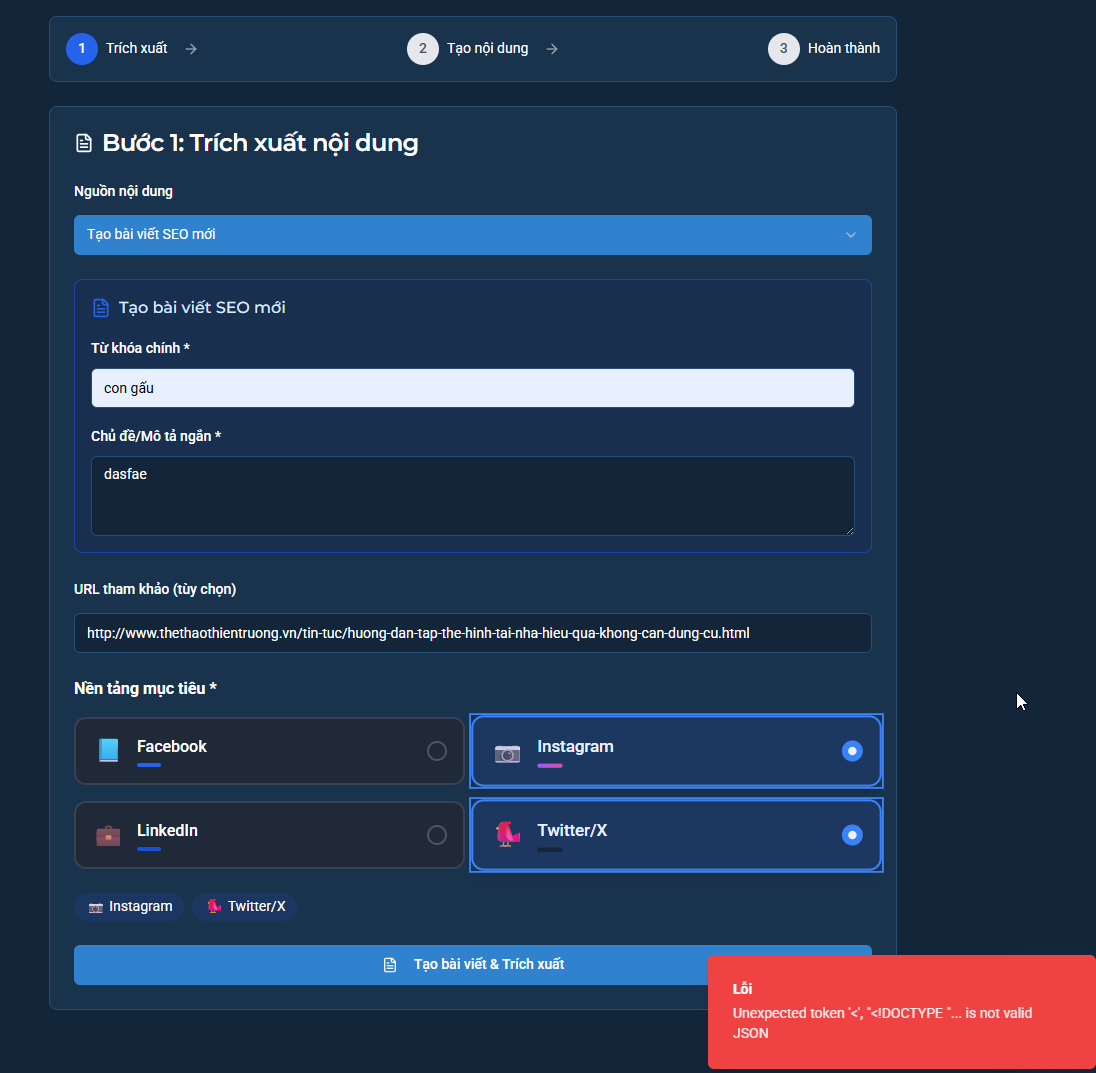 1 Trích xuất → 2 Tạo nội dung → 3 Hoàn thành
Bước 1: Trích xuất nội dung
Nguồn nội dung
Tạo bài viết SEO mới
Tạo bài viết SEO mới
Từ khóa chính *
con gấu
Chủ đề/Mô tả ngắn *
dasfae
URL tham khảo (tùy chọn)
http://www.thethaothientruong.vn/tin-tuc/huong-dan-tap-the-hinh-tai-nha-hieu-qua-khong-can-dung-cu.html
Nền tảng mục tiêu *
Facebook
Instagram
LinkedIn
Twitter/X
Instagram Twitter/X
Tạo bài viết & Trích xuất
Lỗi
Unexpected token '<', "<!DOCTYPE "... is not valid
JSON